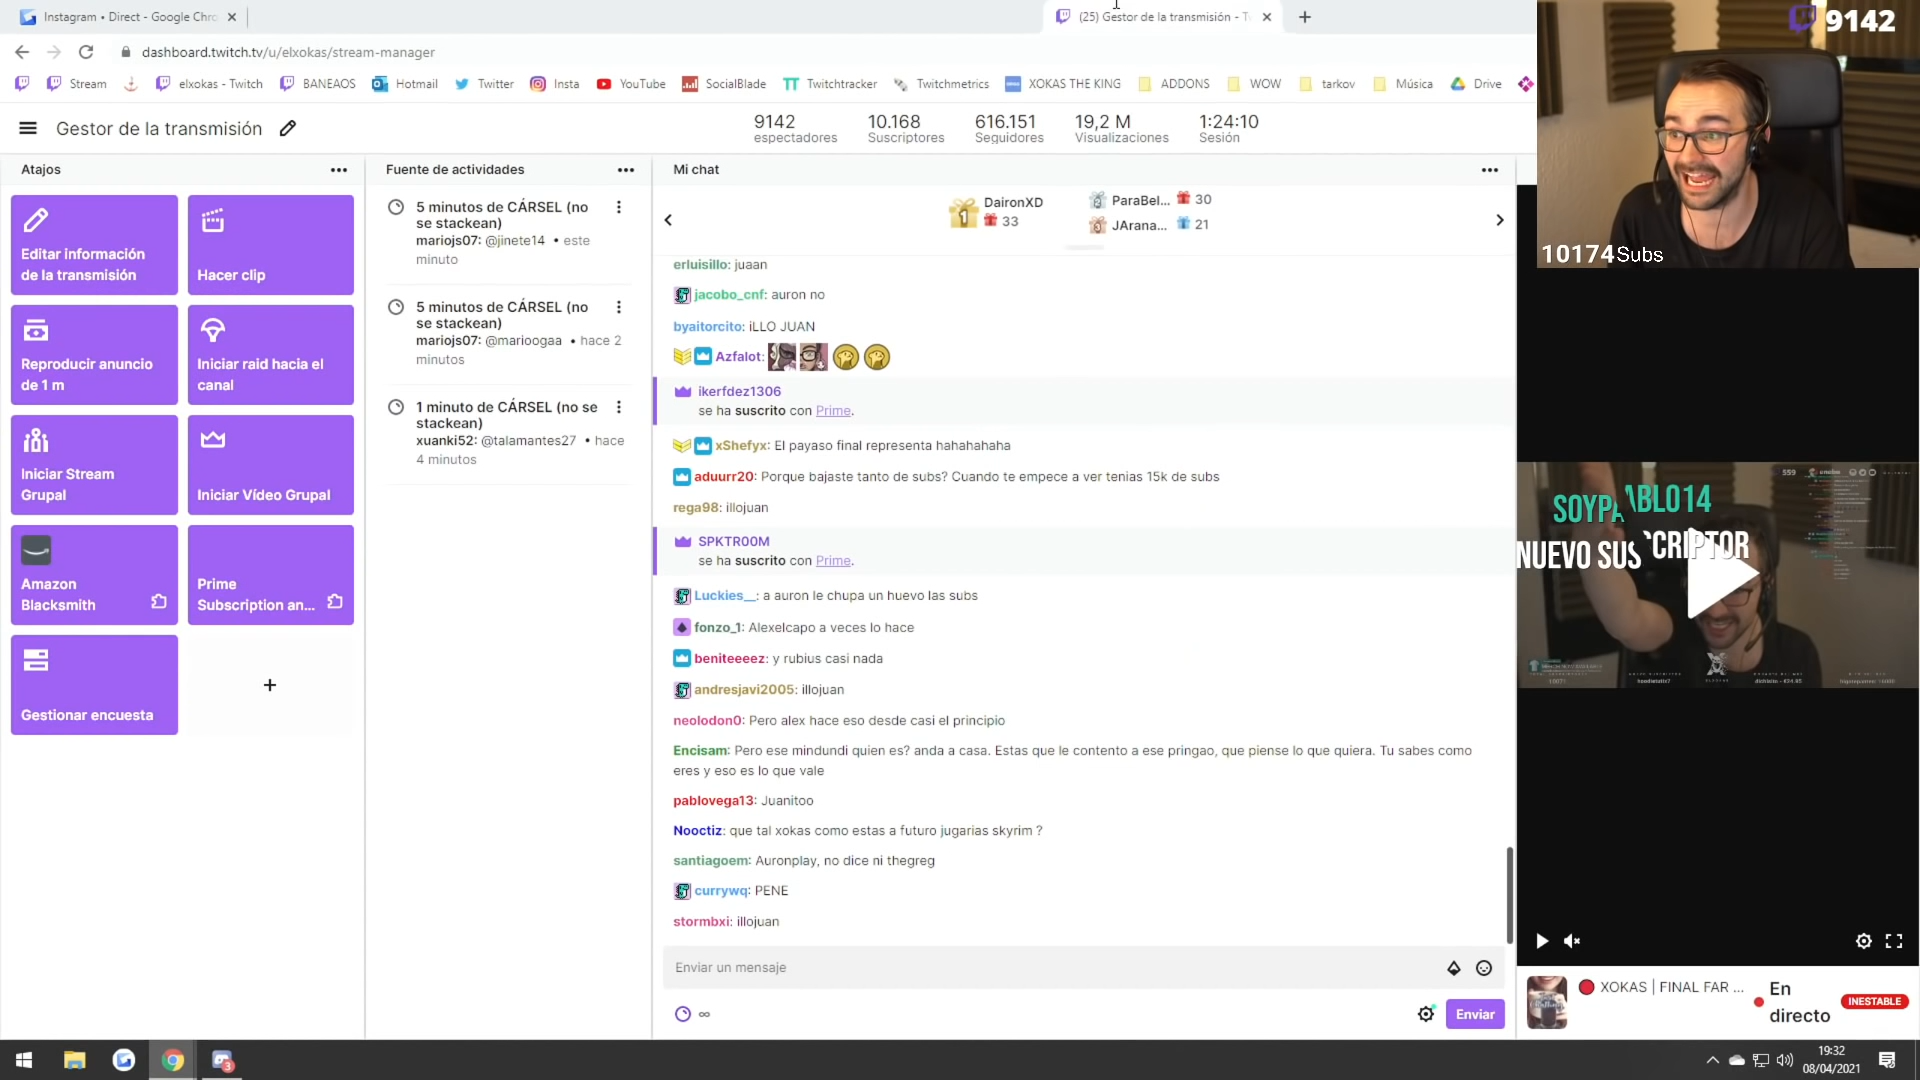 Instagram • Direct - Google Chro
(25) Gestor de la transmisión - T
dashboard.twitch.tv/u/elxokas/stream-manager
Stream
elxokas - Twitch
BANEAOS
Hotmail
Twitter
Insta
YouTube
SocialBlade
Twitchtracker
Twitchmetrics
XOKAS THE KING
ADDONS
WOW
tarkov
Música
Drive
9142
Gestor de la transmisión
9142
espectadores
10.168
Suscriptores
616.151
Seguidores
19,2 M
Visualizaciones
1:24:10
Sesión
10174 Subs
Atajos
Editar información
de la transmisión
Hacer clip
Reproducir anuncio
de 1 m
Iniciar raid hacia el
canal
Iniciar Stream
Grupal
Iniciar Vídeo Grupal
Amazon
Blacksmith
Prime
Subscription an...
Gestionar encuesta
Fuente de actividades
5 minutos de CÁRSEL (no
se stackean)
mariojs07: @jinete14 • este
minuto
5 minutos de CÁRSEL (no
se stackean)
mariojs07: @marioogaa • hace 2
minutos
1 minuto de CÁRSEL (no se
stackean)
xuanki52: @talamantes27 • hace
4 minutos
Mi chat
1
DaironXD
33
ParaBel... 30
JArana... 21
erluisillo: juaan
jacobo_cnf: auron no
byaitorcito: iLLO JUAN
Azfalot:
ikerfdez1306
se ha suscrito con Prime.
xShefyx: El payaso final representa hahahahaha
aduurr20: Porque bajaste tanto de subs? Cuando te empece a ver tenias 15k de subs
rega98: illojuan
SPKTR00M
se ha suscrito con Prime.
Luckies__: a auron le chupa un huevo las subs
fonzo_1: Alexelcapo a veces lo hace
beniteeeez: y rubius casi nada
andresjavi2005: illojuan
neolodon0: Pero alex hace eso desde casi el principio
Encisam: Pero ese mindundi quien es? anda a casa. Estas que le contento a ese pringao, que piense lo que quiera. Tu sabes como
eres y eso es lo que vale
pablovega13: Juanitoo
Nooctiz: que tal xokas como estas a futuro jugarias skyrim ?
santiagoem: Auronplay, no dice ni thegreg
currywq: PENE
stormbxi: illojuan
Enviar un mensaje
∞
Enviar
559
SOYPABLO14
NUEVO SUSCRIPTOR
XOKAS | FINAL FAR ...
En
directo
INESTABLE
3
19:32
08/04/2021